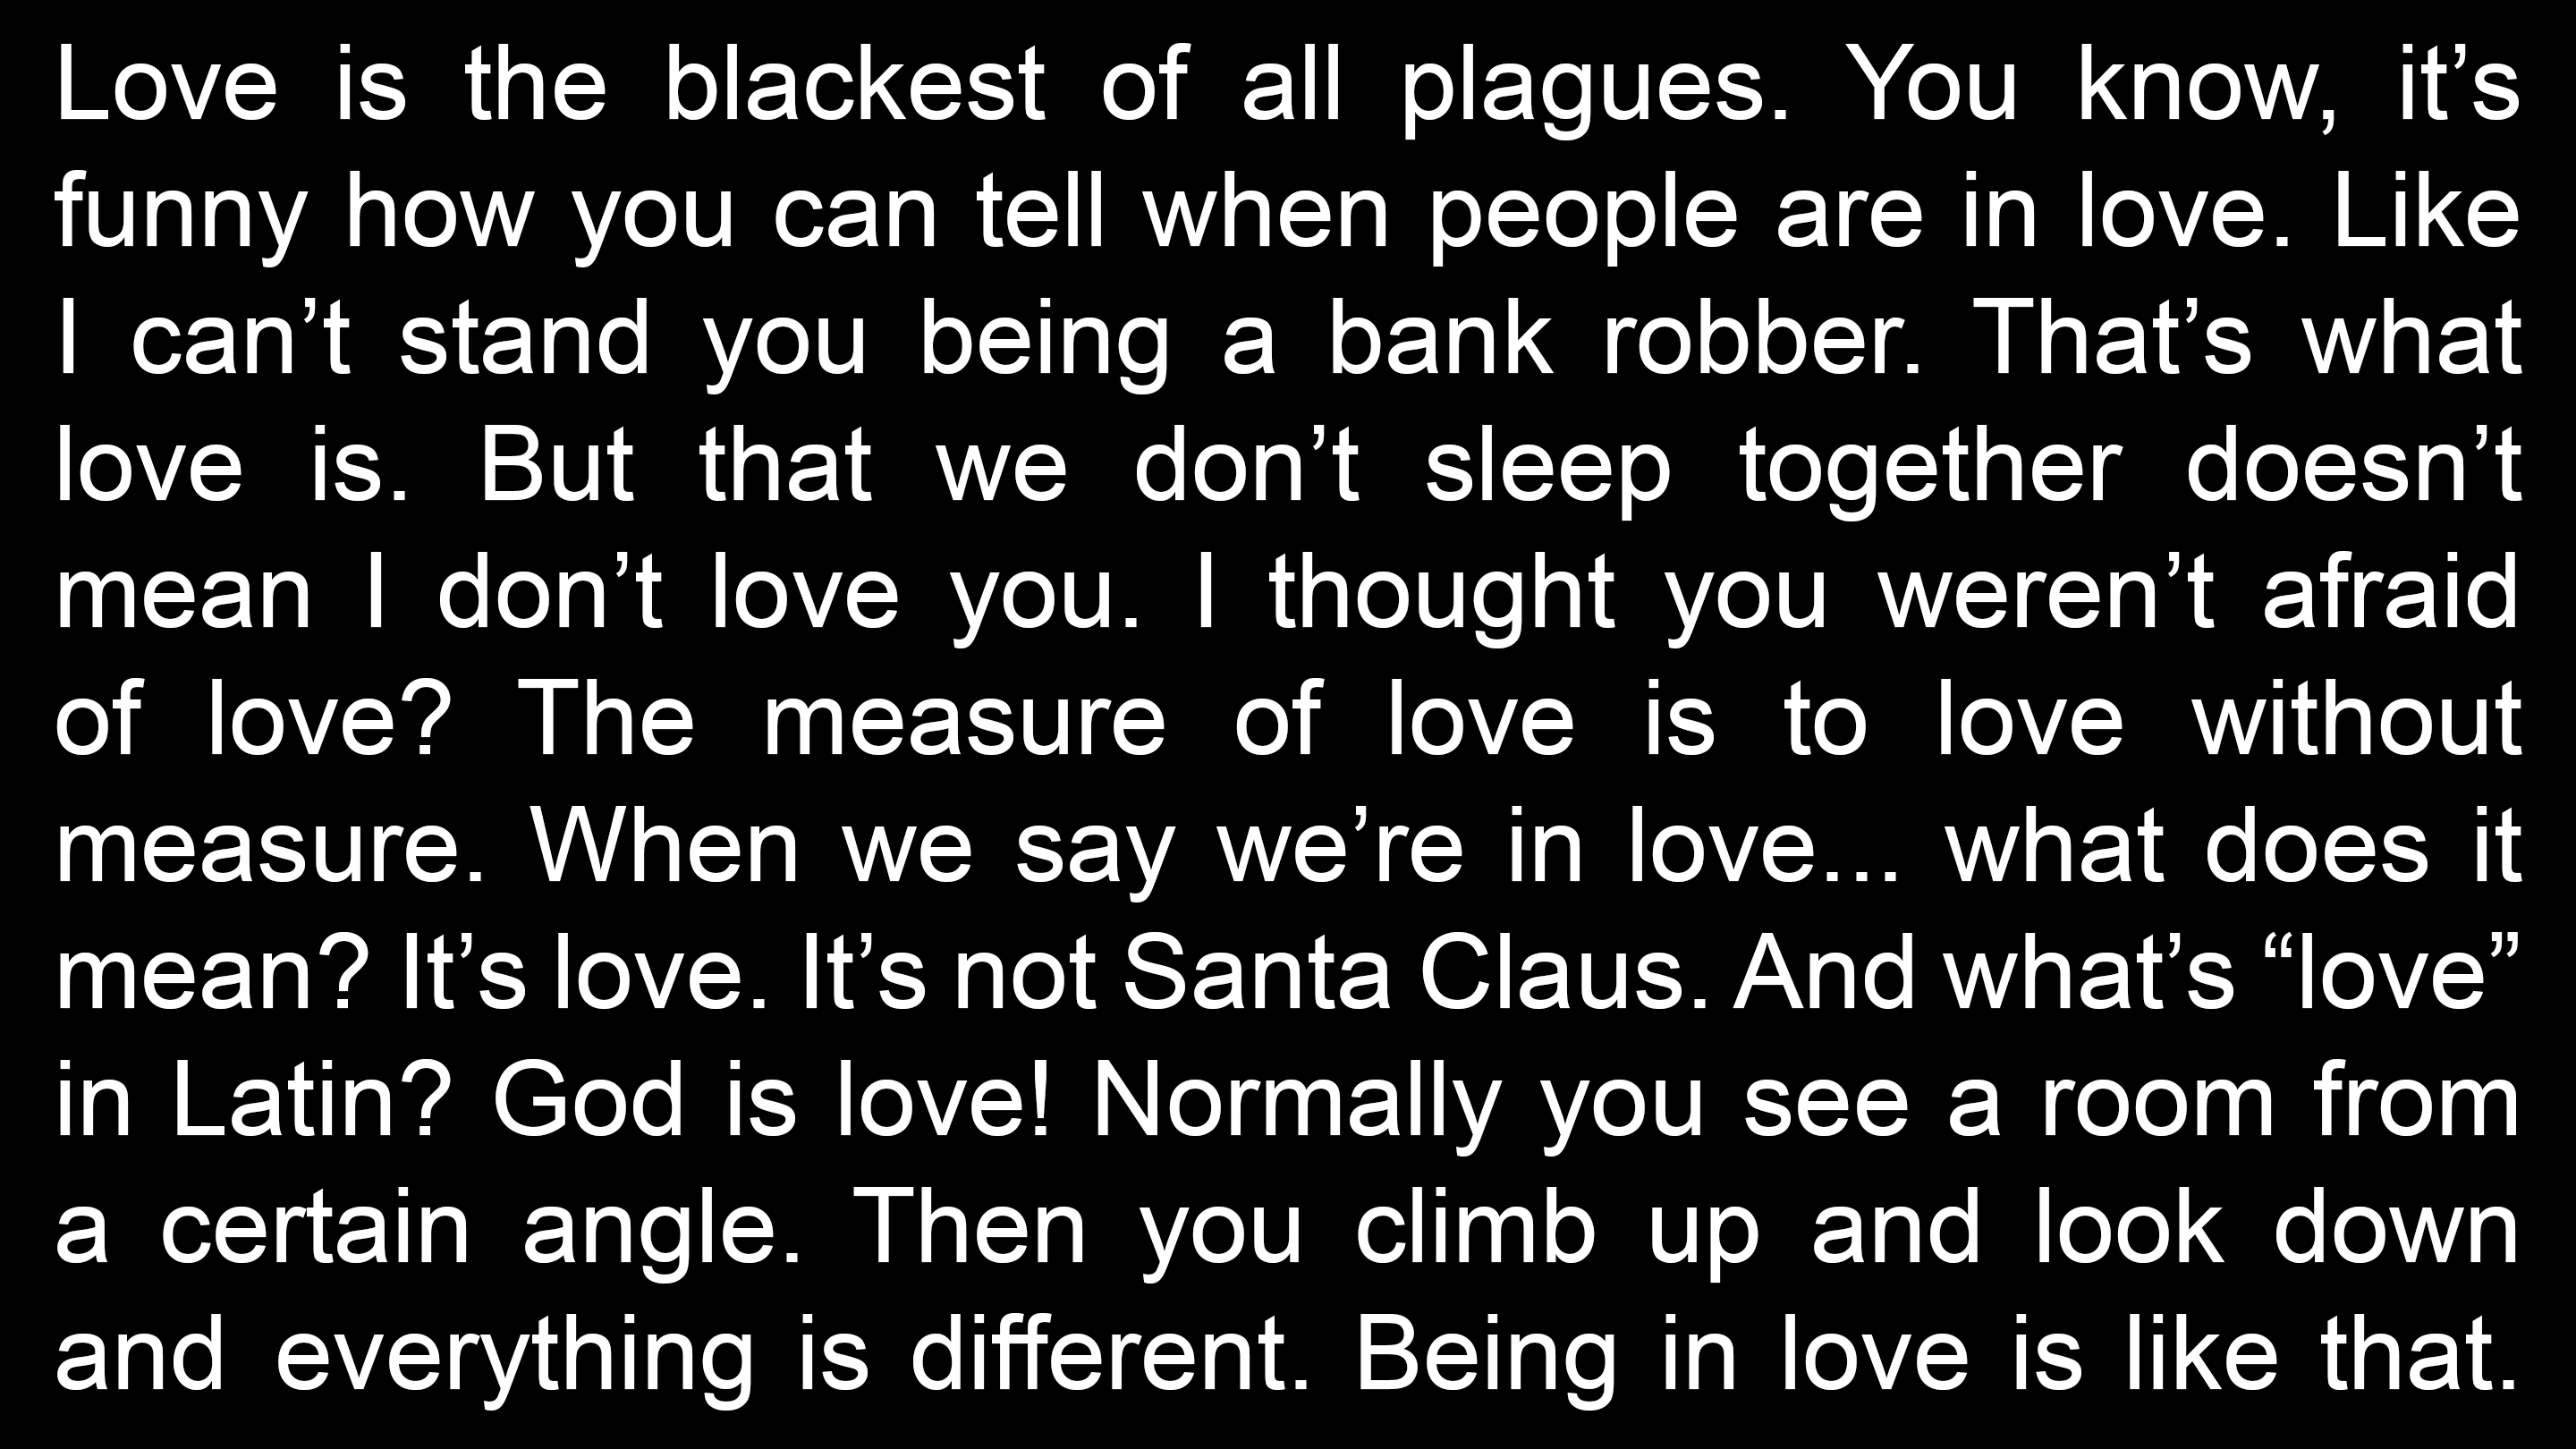 Love is the blackest of all plagues. You know, it’s
funny how you can tell when people are in love. Like
I can’t stand you being a bank robber. That’s what
love is. But that we don’t sleep together doesn’t
mean I don’t love you. I thought you weren’t afraid
of love? The measure of love is to love without
measure. When we say we’re in love... what does it
mean? It’s love. It’s not Santa Claus. And what’s “love”
in Latin? God is love! Normally you see a room from
a certain angle. Then you climb up and look down
and everything is different. Being in love is like that.